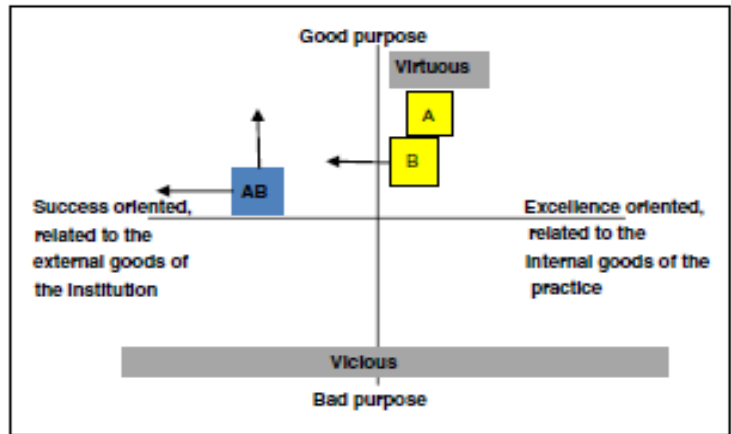 Good purpose
Virtuous
A
B
AB
Success oriented,
related to the
external goods of
the institution
Excellence oriented,
related to the
internal goods of the
practice
Vicious
Bad purpose